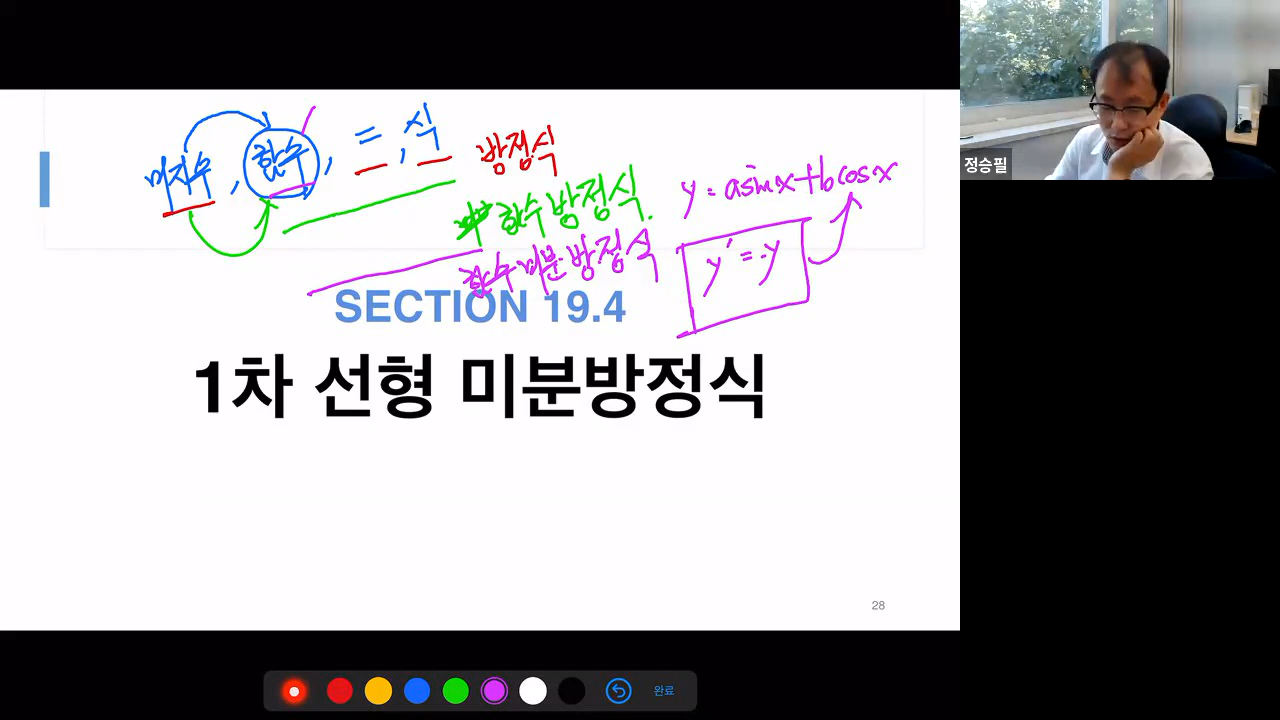 미지수, 함수, =, 식 방정식
함수방정식.
함수미분방정식
y = asinx+bcosx
y' = -y
SECTION 19.4
1차 선형 미분방정식
28
정승필
완료